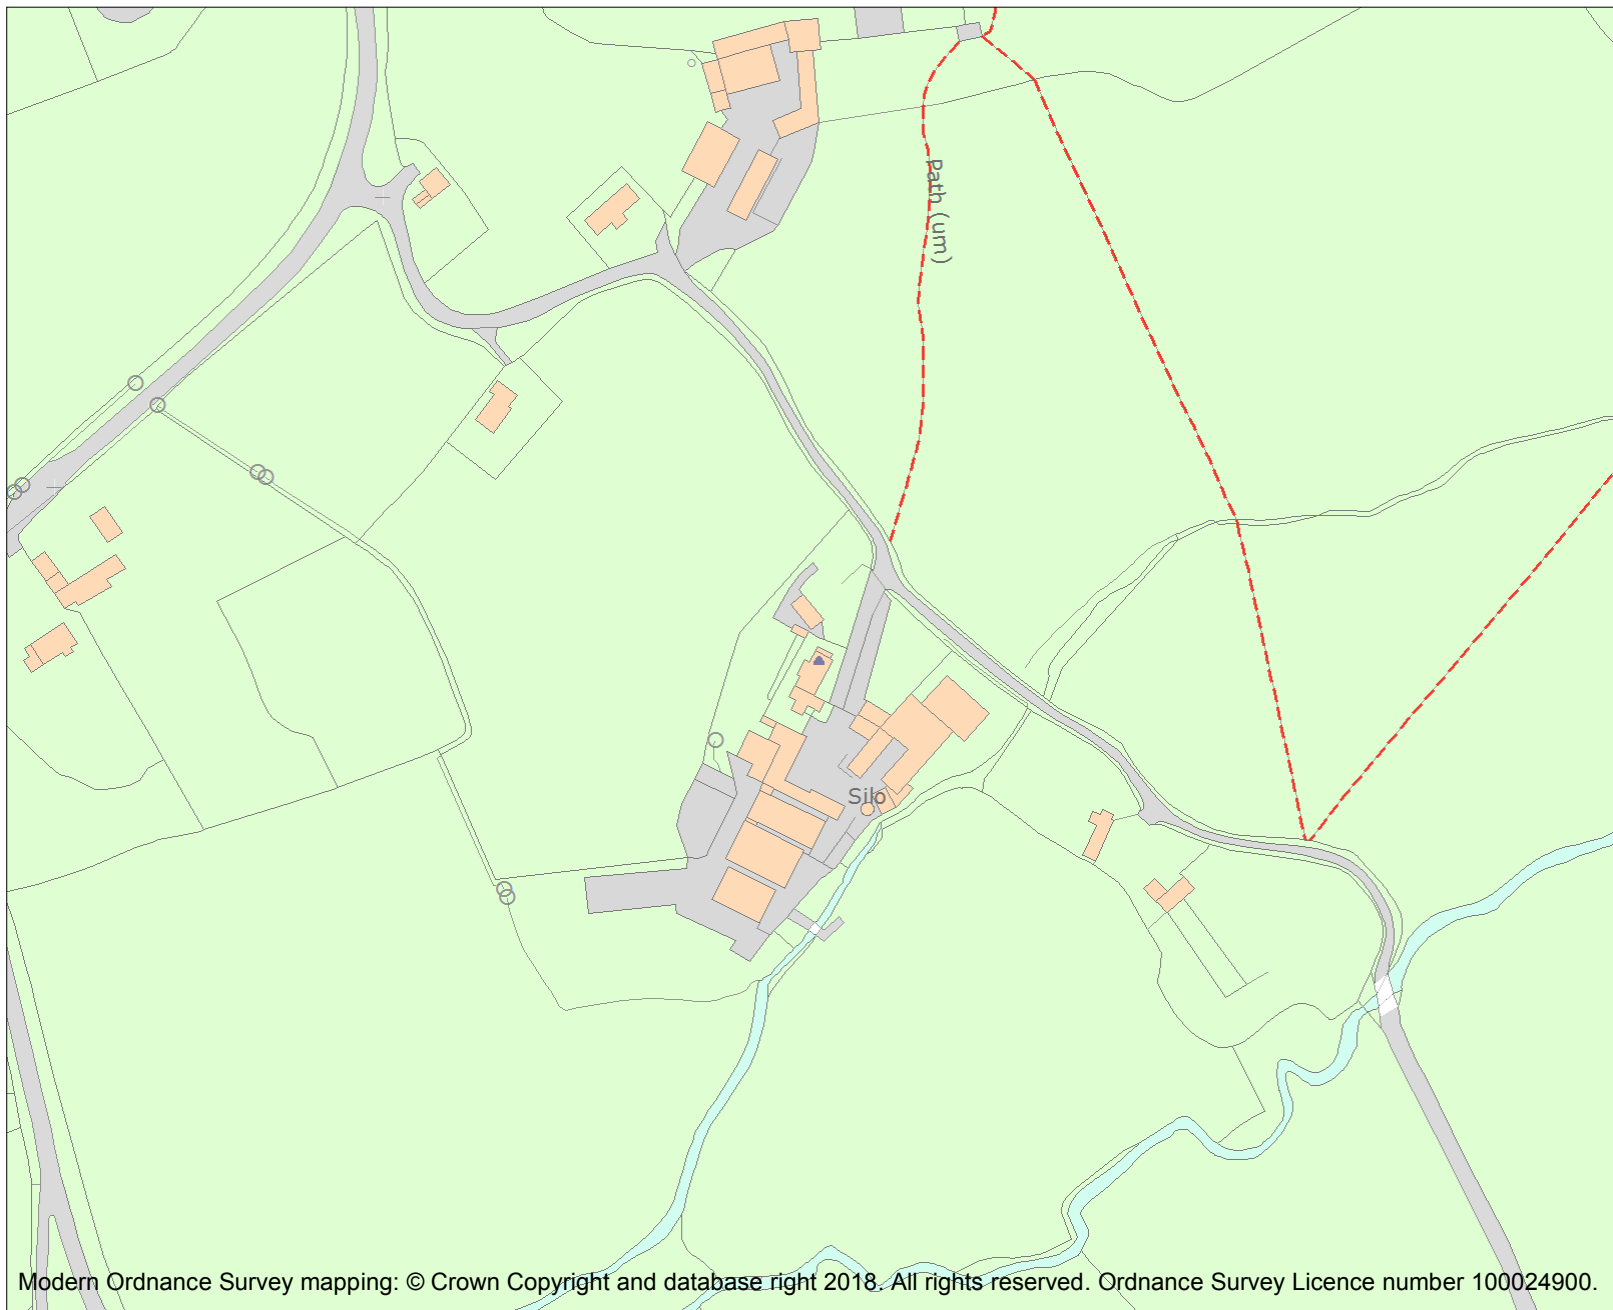 Path (um)
Silo
Modern Ordnance Survey mapping: © Crown Copyright and database right 2018. All rights reserved. Ordnance Survey Licence number 100024900.